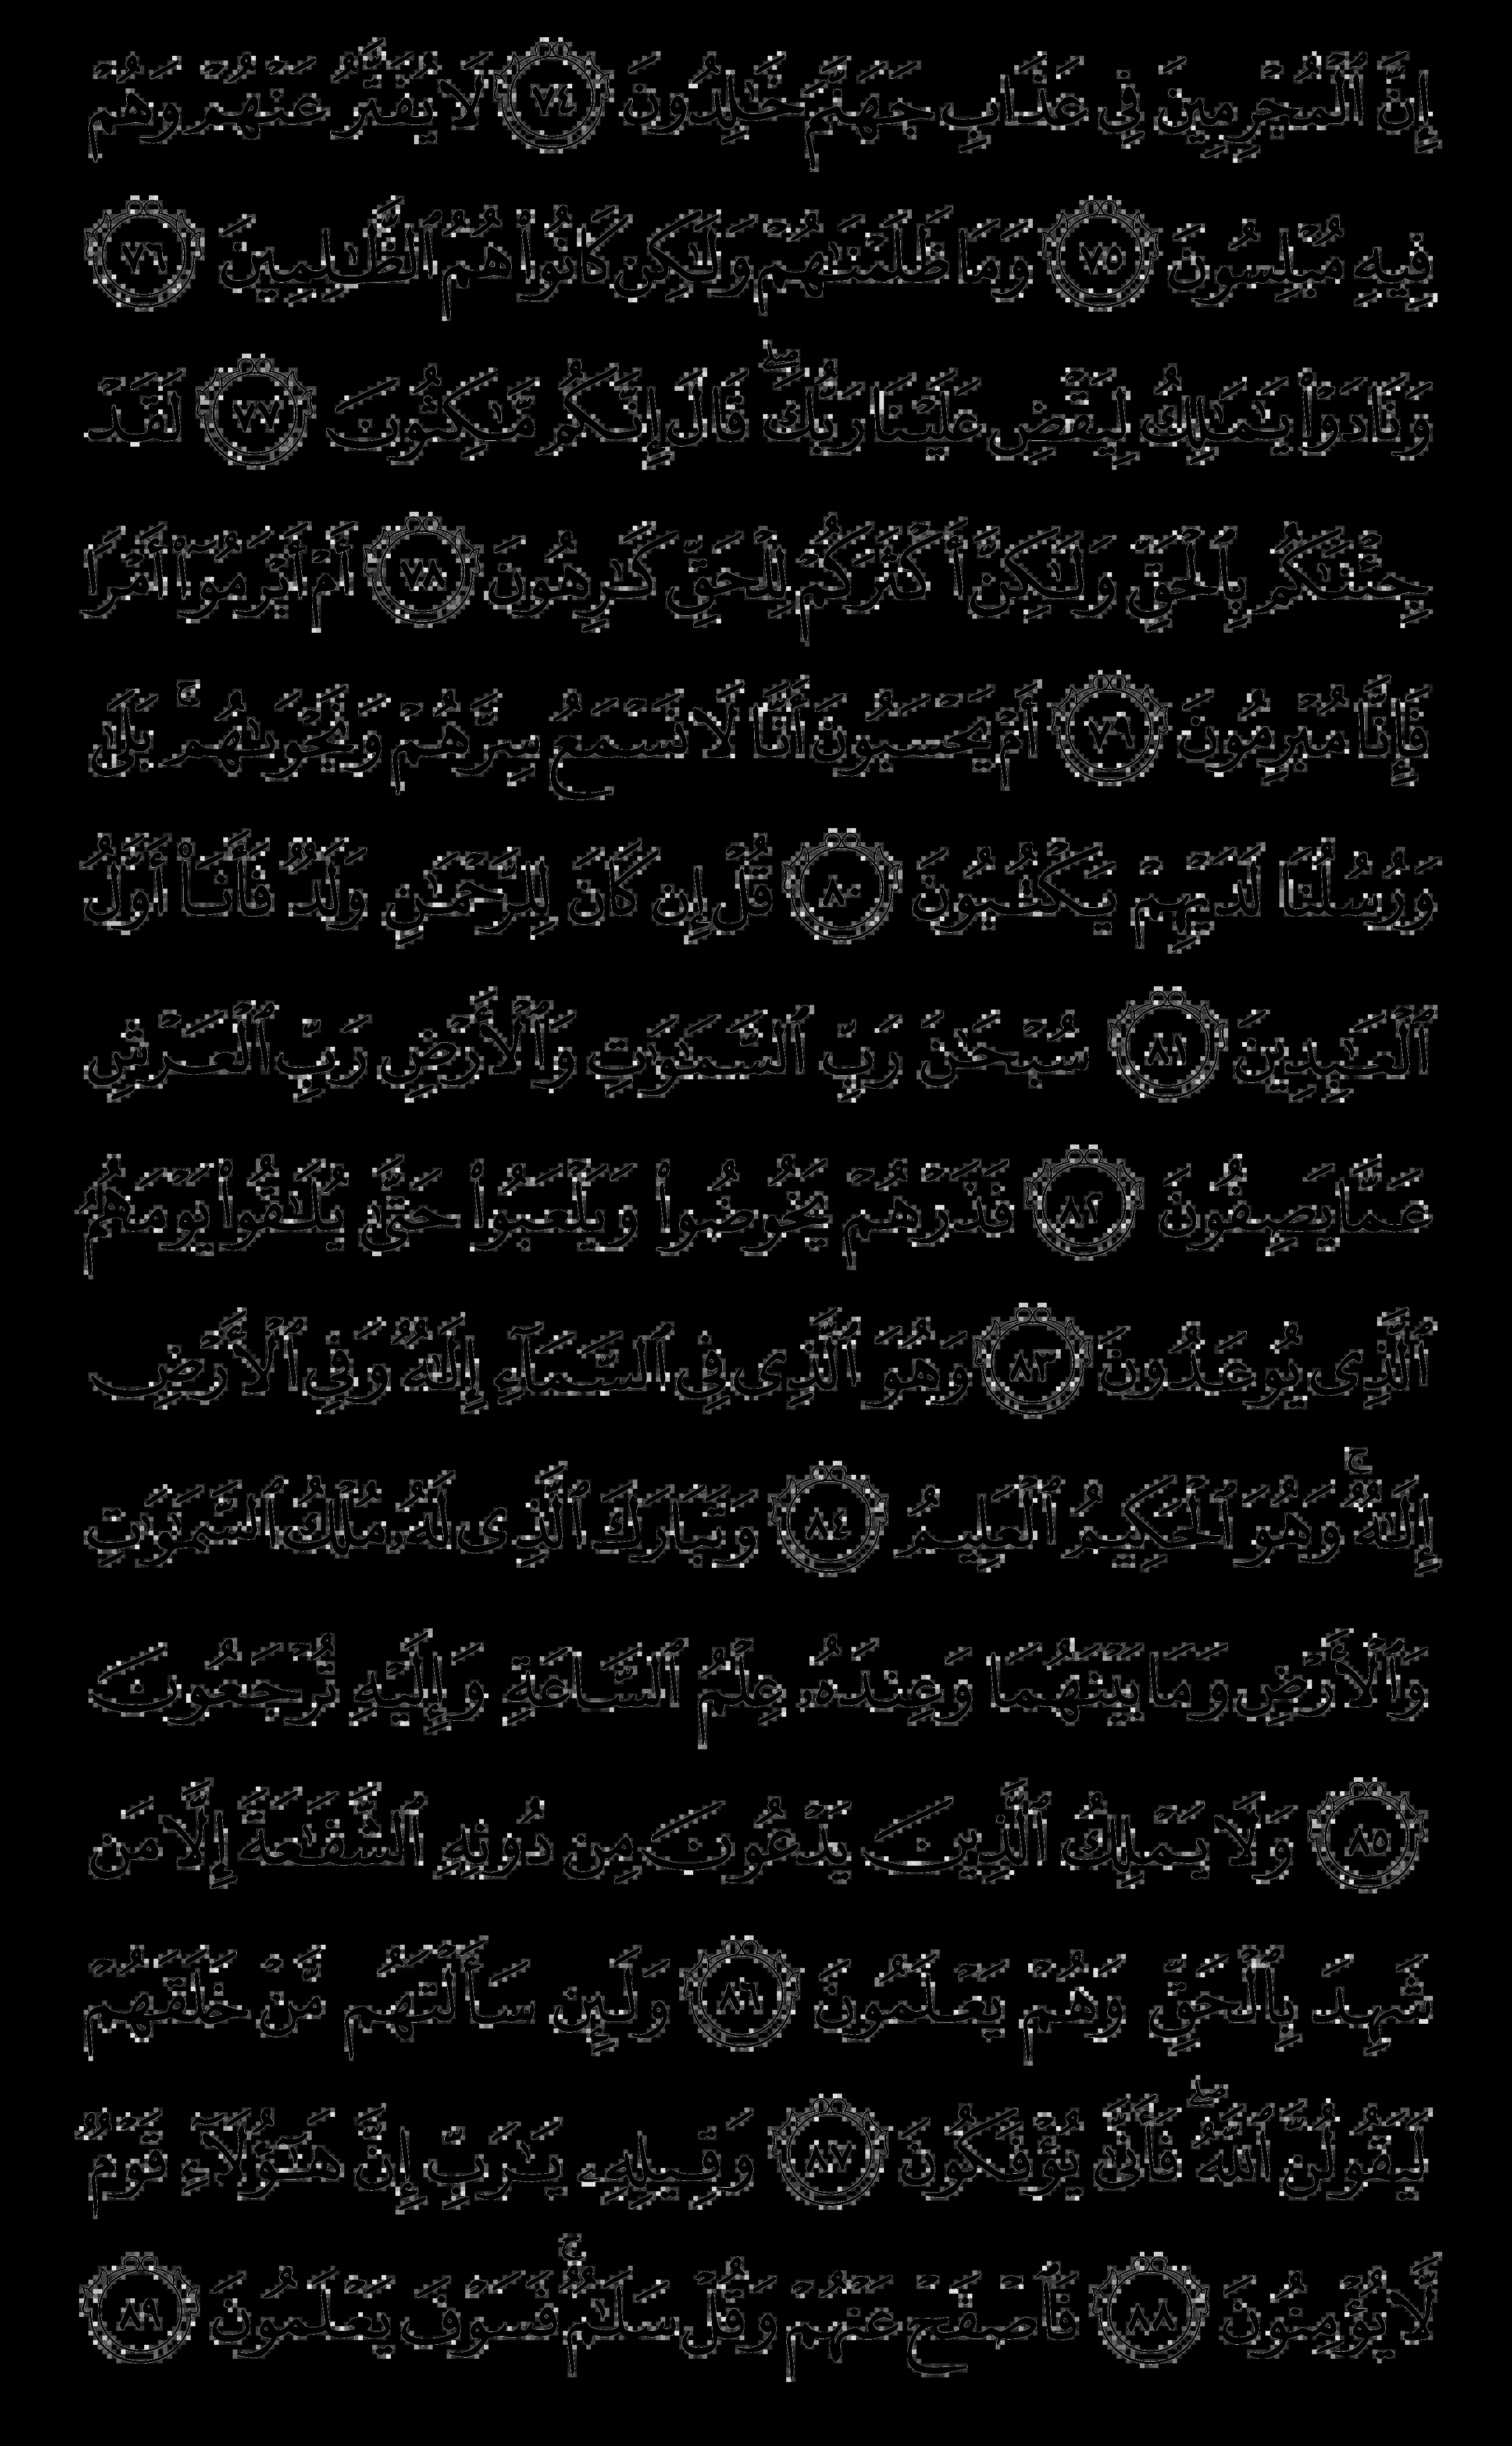 إِنَّ ٱلْمُجْرِمِينَ فِى عَذَابِ جَهَنَّمَ خَٰلِدُونَ ٧٤ لَا يُفَتَّرُ عَنْهُمْ وَهُمْ
فِيهِ مُبْلِسُونَ ٧٥ وَمَا ظَلَمْنَٰهُمْ وَلَٰكِن كَانُوا۟ هُمُ ٱلظَّٰلِمِينَ ٧٦
وَنَادَوْا۟ يَٰمَٰلِكُ لِيَقْضِ عَلَيْنَا رَبُّكَ ۖ قَالَ إِنَّكُم مَّٰكِثُونَ ٧٧ لَقَدْ
جِئْنَٰكُم بِٱلْحَقِّ وَلَٰكِنَّ أَكْثَرَكُمْ لِلْحَقِّ كَٰرِهُونَ ٧٨ أَمْ أَبْرَمُوٓا۟ أَمْرًا
فَإِنَّا مُبْرِمُونَ ٧٩ أَمْ يَحْسَبُونَ أَنَّا لَا نَسْمَعُ سِرَّهُمْ وَنَجْوَىٰهُم ۚ بَلَىٰ
وَرُسُلُنَا لَدَيْهِمْ يَكْتُبُونَ ٨٠ قُلْ إِن كَانَ لِلرَّحْمَٰنِ وَلَدٌ فَأَنَا۠ أَوَّلُ
ٱلْعَٰبِدِينَ ٨١ سُبْحَٰنَ رَبِّ ٱلسَّمَٰوَٰتِ وَٱلْأَرْضِ رَبِّ ٱلْعَرْشِ
عَمَّا يَصِفُونَ ٨٢ فَذَرْهُمْ يَخُوضُوا۟ وَيَلْعَبُوا۟ حَتَّىٰ يُلَٰقُوا۟ يَوْمَهُمُ
ٱلَّذِى يُوعَدُونَ ٨٣ وَهُوَ ٱلَّذِى فِى ٱلسَّمَآءِ إِلَٰهٌ وَفِى ٱلْأَرْضِ
إِلَٰهٌ ۚ وَهُوَ ٱلْحَكِيمُ ٱلْعَلِيمُ ٨٤ وَتَبَارَكَ ٱلَّذِى لَهُۥ مُلْكُ ٱلسَّمَٰوَٰتِ
وَٱلْأَرْضِ وَمَا بَيْنَهُمَا وَعِندَهُۥ عِلْمُ ٱلسَّاعَةِ وَإِلَيْهِ تُرْجَعُونَ
٨٥ وَلَا يَمْلِكُ ٱلَّذِينَ يَدْعُونَ مِن دُونِهِ ٱلشَّفَٰعَةَ إِلَّا مَن
شَهِدَ بِٱلْحَقِّ وَهُمْ يَعْلَمُونَ ٨٦ وَلَئِن سَأَلْتَهُم مَّنْ خَلَقَهُمْ
لَيَقُولُنَّ ٱللَّهُ ۖ فَأَنَّىٰ يُؤْفَكُونَ ٨٧ وَقِيلِهِۦ يَٰرَبِّ إِنَّ هَٰٓؤُلَآءِ قَوْمٌ
لَّا يُؤْمِنُونَ ٨٨ فَٱصْفَحْ عَنْهُمْ وَقُلْ سَلَٰمٌ ۚ فَسَوْفَ يَعْلَمُونَ ٨٩